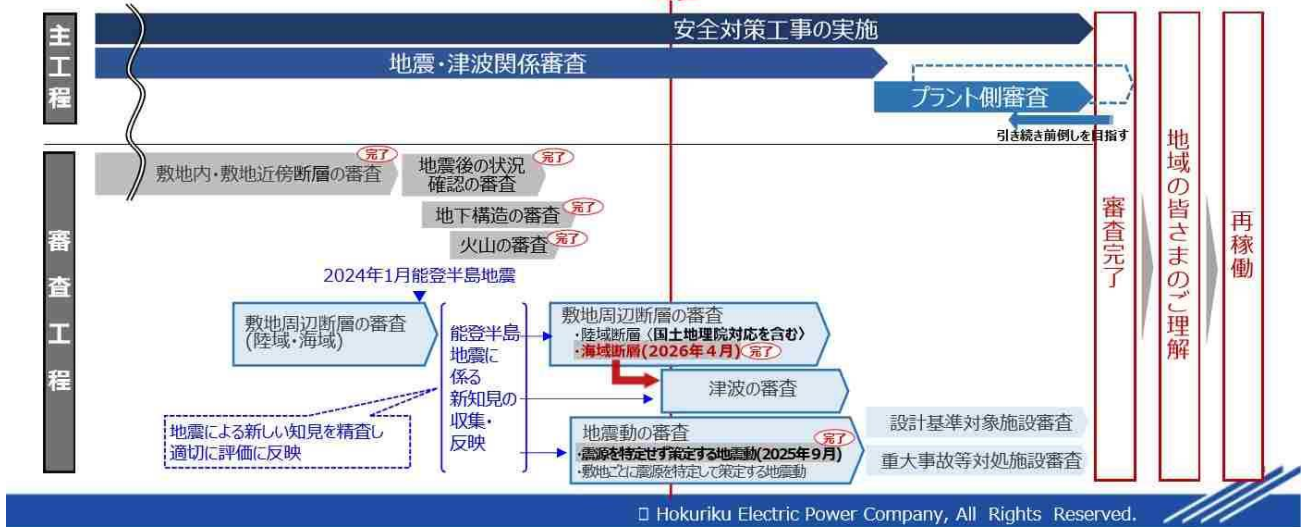 主工程
安全対策工事の実施
地震・津波関係審査
プラント側審査
引き続き前倒しを目指す
審査工程
敷地内・敷地近傍断層の審査
完了
地震後の状況
確認の審査
完了
地下構造の審査
完了
火山の審査
完了
2024年1月能登半島地震
敷地周辺断層の審査
(陸域・海域)
能登半島
地震に
係る
新知見の
収集・
反映
地震による新しい知見を精査し
適切に評価に反映
敷地周辺断層の審査
・陸域断層〈国土地理院対応を含む〉
・海域断層(2026年4月)
完了
津波の審査
地震動の審査
完了
・震源を特定せず策定する地震動(2025年9月)
・敷地ごとに震源を特定して策定する地震動
設計基準対象施設審査
重大事故等対処施設審査
審査完了
地域の皆さまのご理解
再稼働
Hokuriku Electric Power Company, All Rights Reserved.